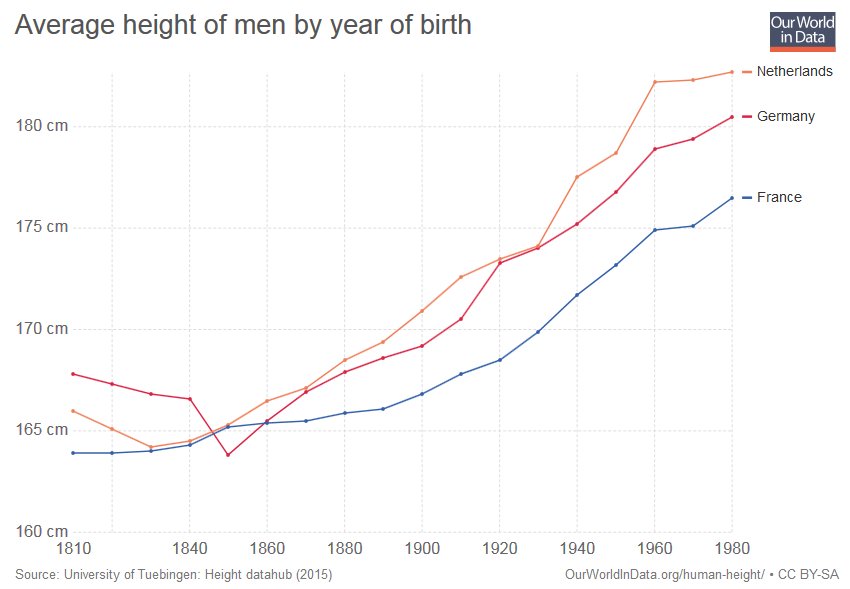 Average height of men by year of birth
Our World
in Data
Netherlands
180 cm
Germany
France
175 cm
170 cm
165 cm
160 cm
1810 1840 1860 1880 1900 1920 1940 1960 1980
Source: University of Tuebingen: Height datahub (2015)
OurWorldInData.org/human-height/ • CC BY-SA